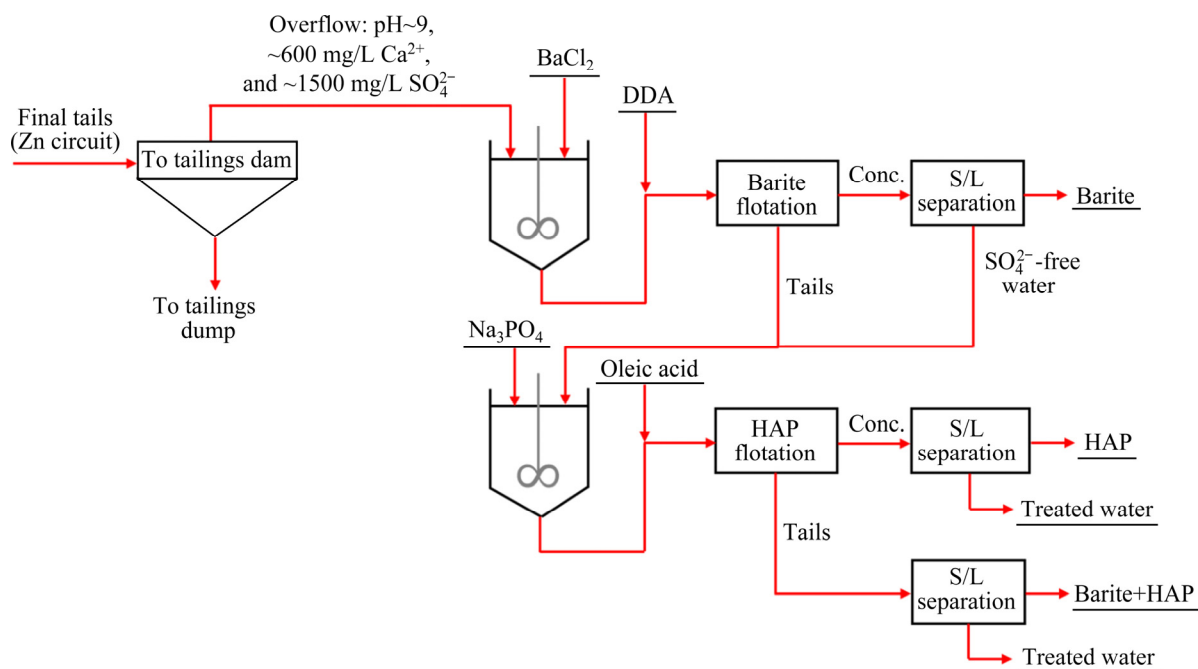 Overflow: pH~9,
~600 mg/L Ca²⁺,
and ~1500 mg/L SO₄²⁻
BaCl₂
DDA
Final tails
(Zn circuit)
To tailings dam
To tailings
dump
Barite
flotation
Conc.
S/L
separation
Barite
Tails
SO₄²⁻-free
water
Na₃PO₄
Oleic acid
HAP
flotation
Conc.
S/L
separation
HAP
Treated water
Tails
S/L
separation
Barite+HAP
Treated water